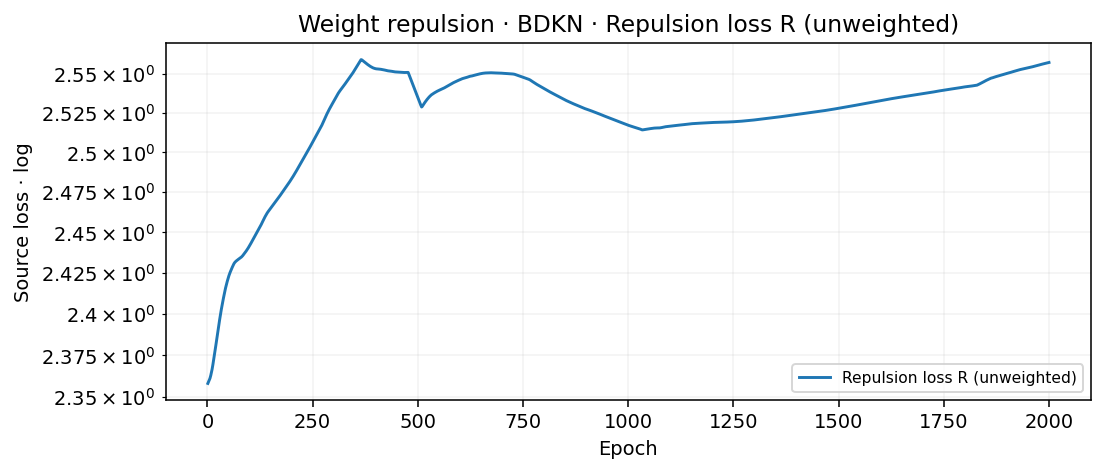 Weight repulsion · BDKN · Repulsion loss R (unweighted)
Source loss · log
2.55 × 10⁰
2.525 × 10⁰
2.5 × 10⁰
2.475 × 10⁰
2.45 × 10⁰
2.425 × 10⁰
2.4 × 10⁰
2.375 × 10⁰
2.35 × 10⁰
Repulsion loss R (unweighted)
0 250 500 750 1000 1250 1500 1750 2000
Epoch